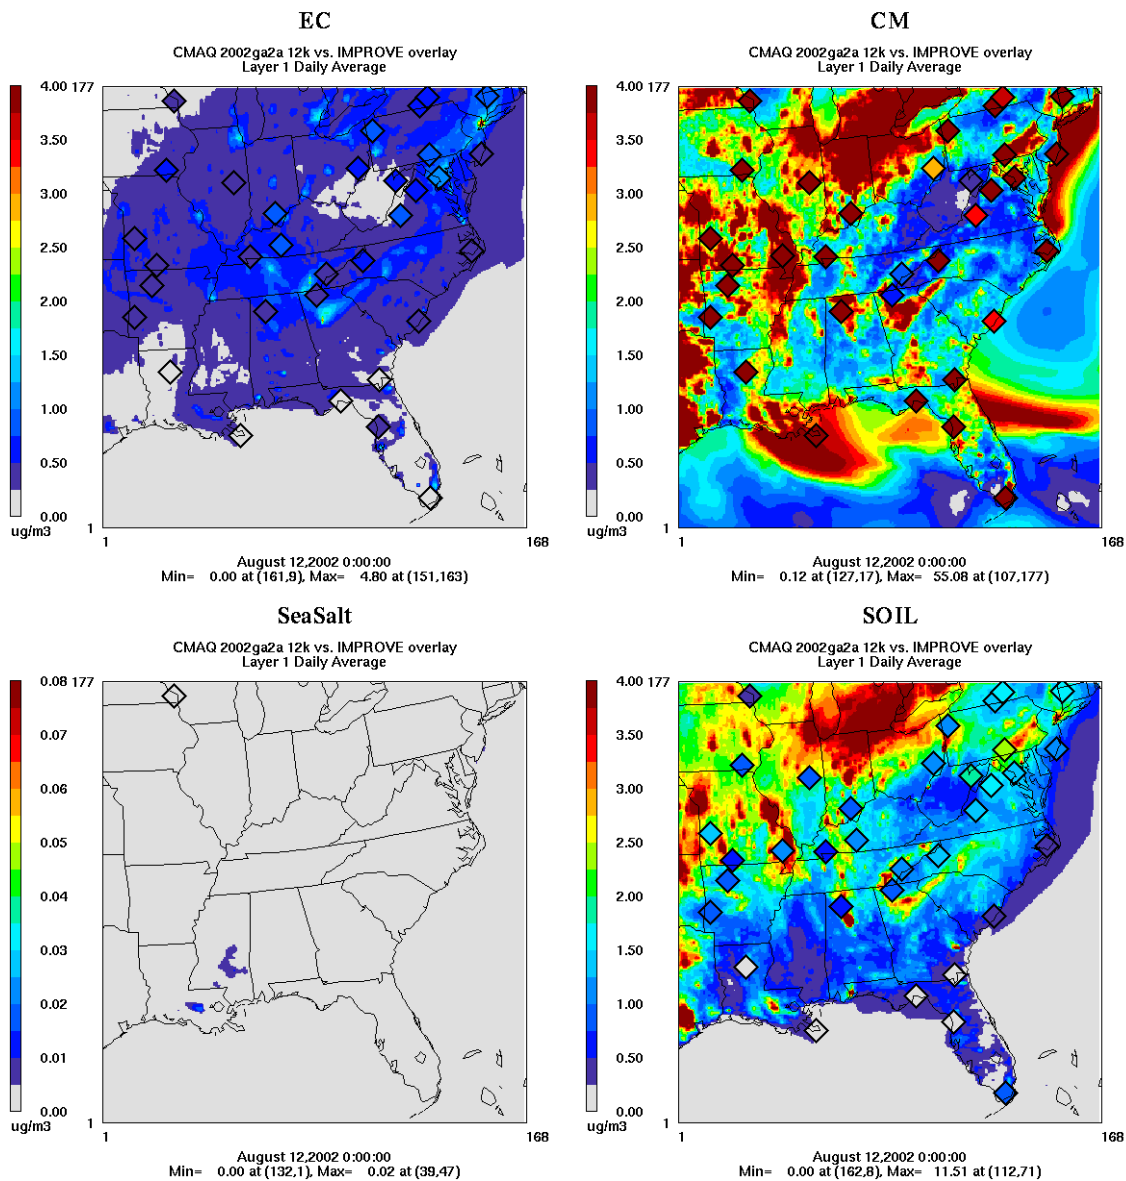 EC
CMAQ 2002ga2a 12k vs. IMPROVE overlay
Layer 1 Daily Average
4.00 177
3.50
3.00
2.50
2.00
1.50
1.00
0.50
0.00
ug/m3
1
1 168
August 12,2002 0:00:00
Min= 0.00 at (161,9), Max= 4.80 at (151,163)
CM
CMAQ 2002ga2a 12k vs. IMPROVE overlay
Layer 1 Daily Average
4.00 177
3.50
3.00
2.50
2.00
1.50
1.00
0.50
0.00
ug/m3
1
1 168
August 12,2002 0:00:00
Min= 0.12 at (127,17), Max= 55.08 at (107,177)
SeaSalt
CMAQ 2002ga2a 12k vs. IMPROVE overlay
Layer 1 Daily Average
0.08 177
0.07
0.06
0.05
0.04
0.03
0.02
0.01
0.00
ug/m3
1
1 168
August 12,2002 0:00:00
Min= 0.00 at (132,1), Max= 0.02 at (39,47)
SOIL
CMAQ 2002ga2a 12k vs. IMPROVE overlay
Layer 1 Daily Average
4.00 177
3.50
3.00
2.50
2.00
1.50
1.00
0.50
0.00
ug/m3
1
1 168
August 12,2002 0:00:00
Min= 0.00 at (162,8), Max= 11.51 at (112,71)